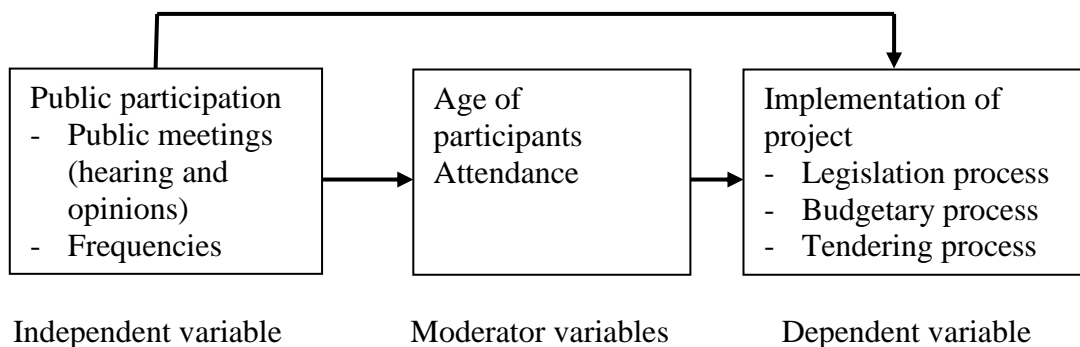 Public participation
- Public meetings
(hearing and
opinions)
- Frequencies
Age of
participants
Attendance
Implementation of
project
- Legislation process
- Budgetary process
- Tendering process
Independent variable
Moderator variables
Dependent variable